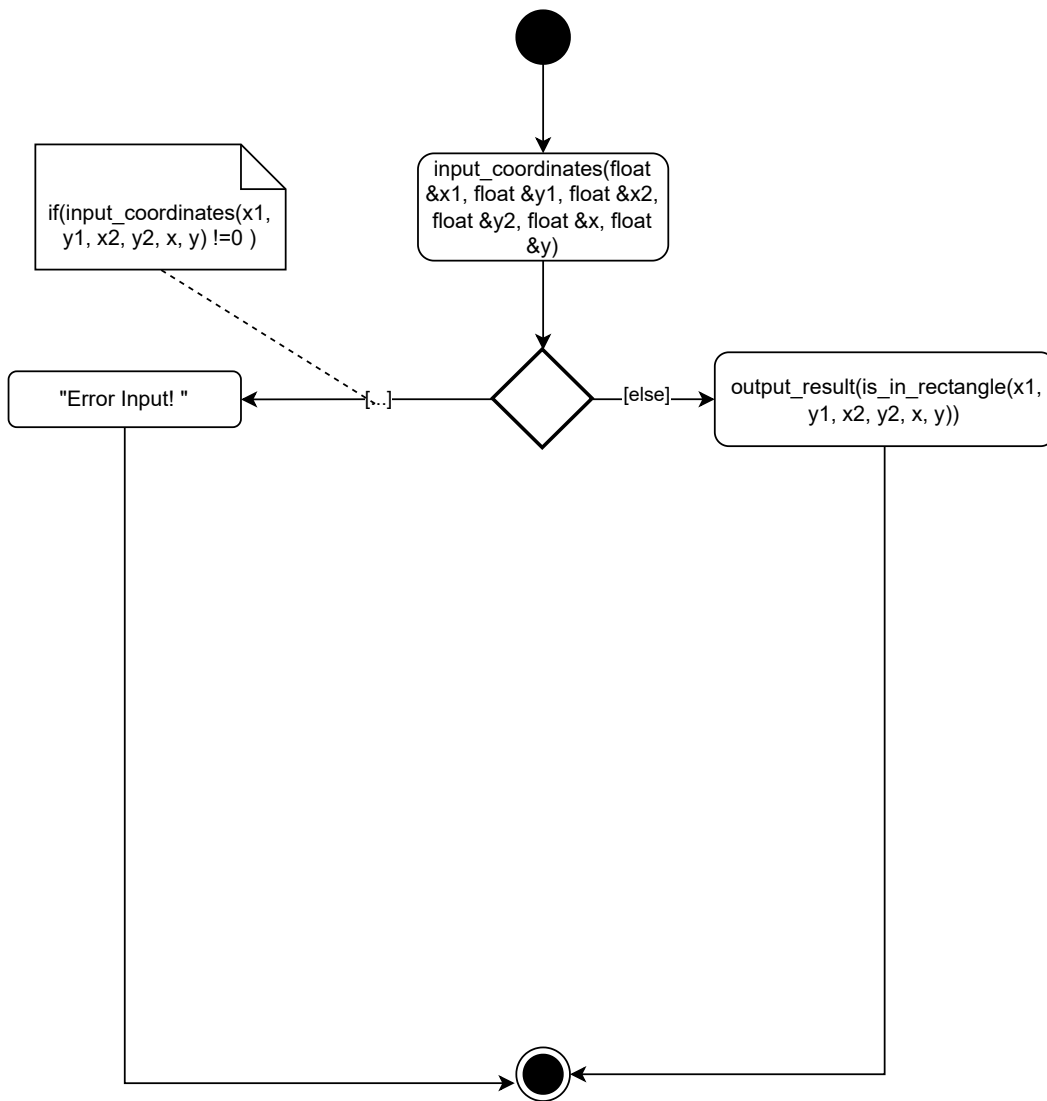 input_coordinates(float
&x1, float &y1, float &x2,
float &y2, float &x, float
&y)
if(input_coordinates(x1,
y1, x2, y2, x, y) !=0 )
"Error Input! "
[...]
[else]
output_result(is_in_rectangle(x1,
y1, x2, y2, x, y))